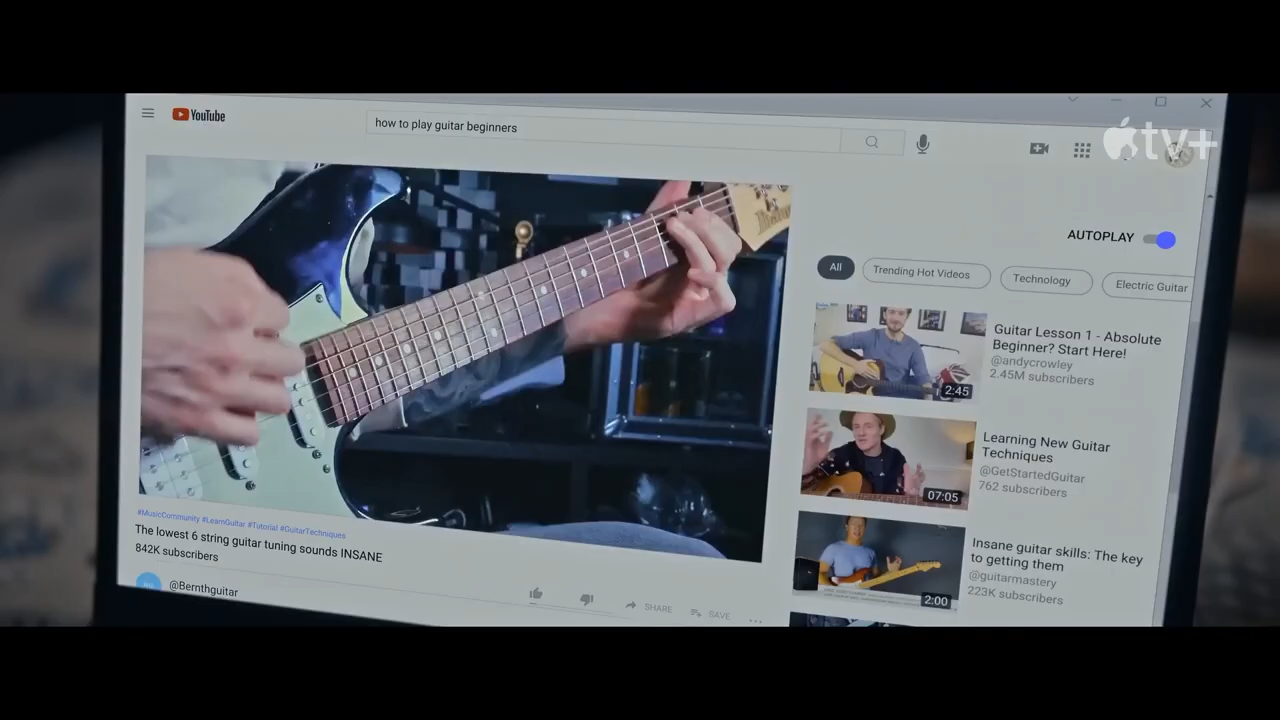 YouTube
how to play guitar beginners
tv+
AUTOPLAY
All
Trending Hot Videos
Technology
Electric Guitar
Guitar Lesson 1 - Absolute
Beginner? Start Here!
@andycrowley
2.45M subscribers
2:45
Learning New Guitar
Techniques
@GetStartedGuitar
762 subscribers
07:05
Insane guitar skills: The key
to getting them
@guitarmastery
223K subscribers
2:00
#MusicCommunity #LearnGuitar #Tutorial #GuitarTechniques
The lowest 6 string guitar tuning sounds INSANE
842K subscribers
@Bernthguitar
SHARE
SAVE